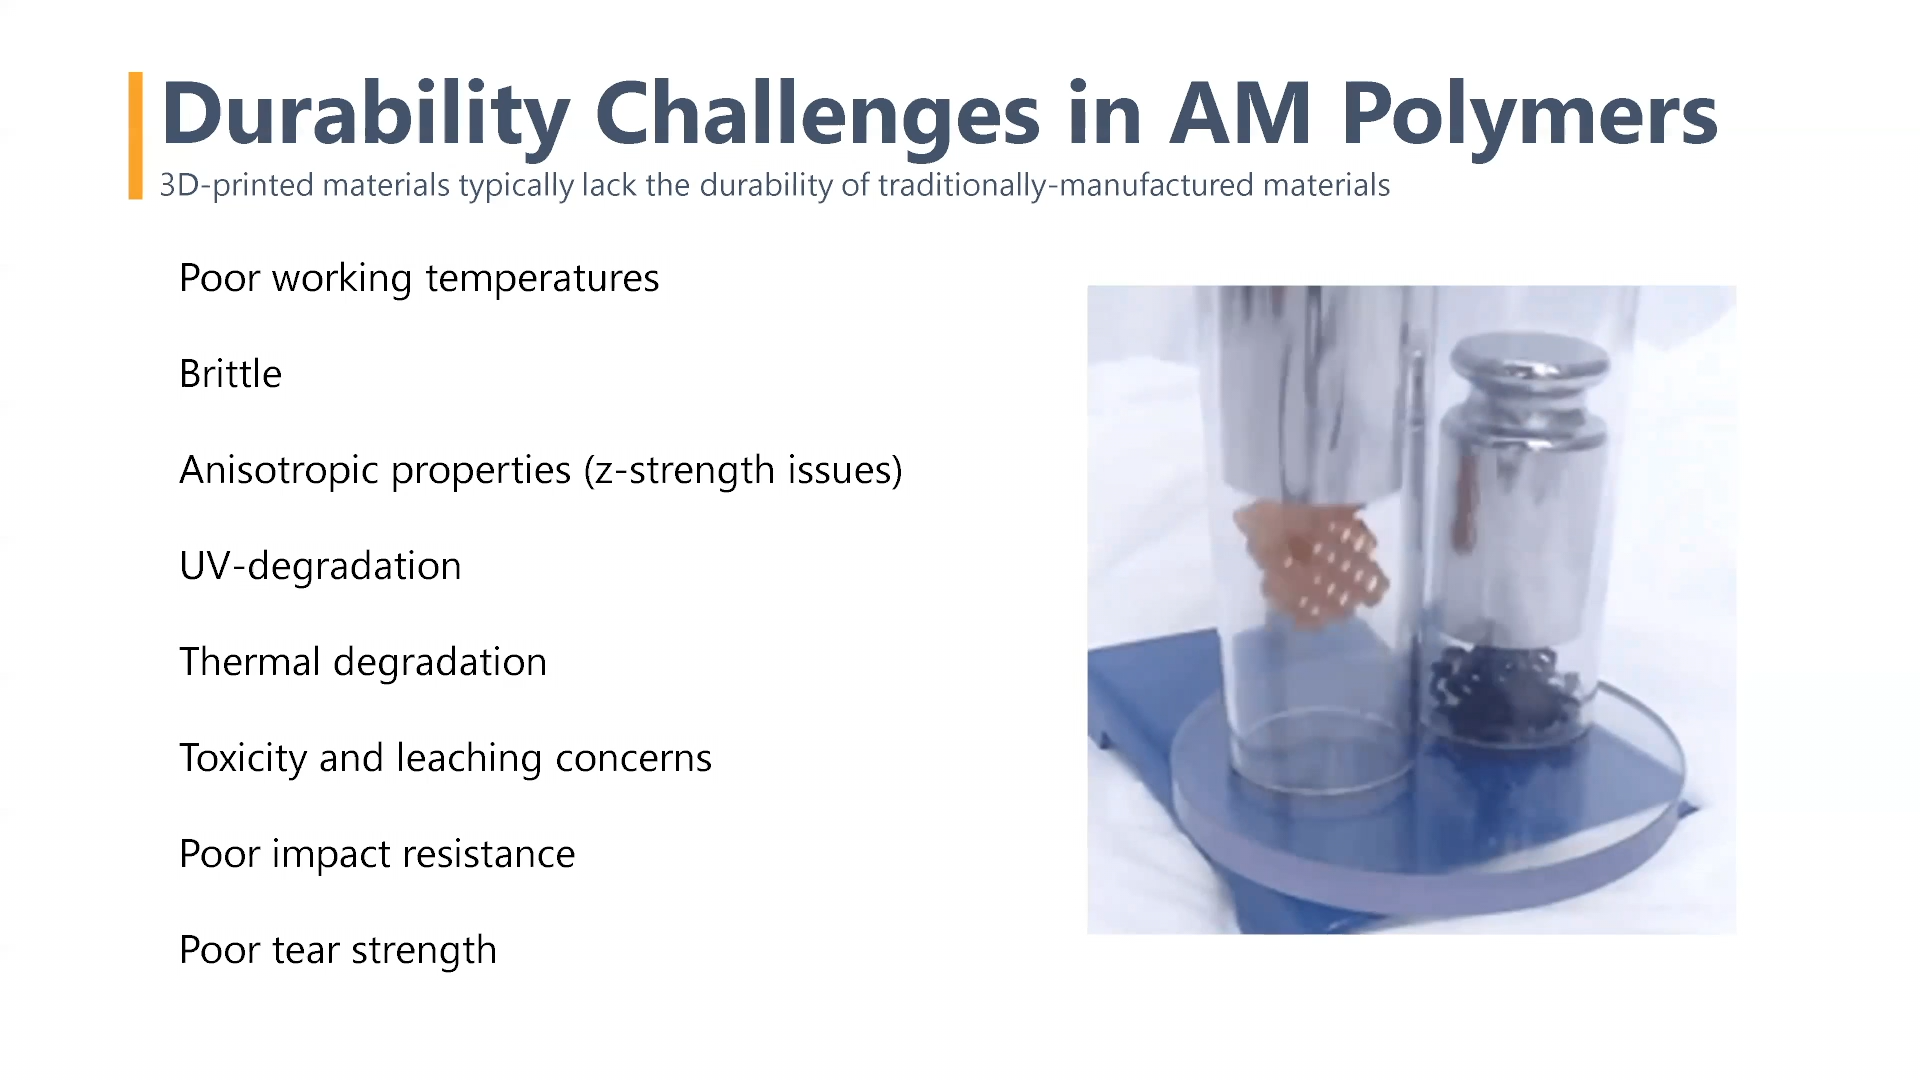 Durability Challenges in AM Polymers
3D-printed materials typically lack the durability of traditionally-manufactured materials
Poor working temperatures
Brittle
Anisotropic properties (z-strength issues)
UV-degradation
Thermal degradation
Toxicity and leaching concerns
Poor impact resistance
Poor tear strength